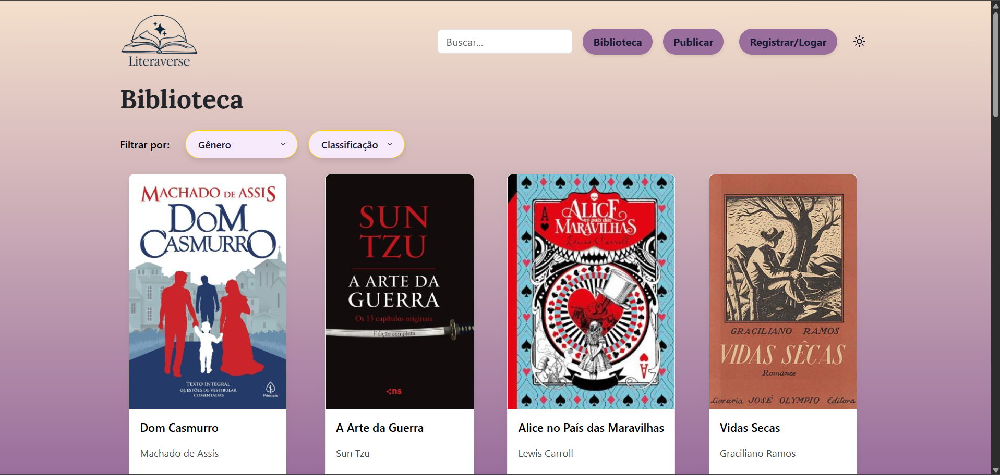 Literaverse
Buscar...
Biblioteca
Publicar
Registrar/Logar
Biblioteca
Filtrar por:
Gênero
Classificação
MACHADO DE ASSIS
DOM
CASMURRO
TEXTO INTEGRAL
QUESTÕES DE VESTIBULAR
COMENTADAS
Principis
SUN
TZU
A ARTE DA
GUERRA
Os 13 capítulos originais
Edição completa
ns
A
ALICE
no país das
MARAVILHAS
Lewis Carroll
A
GRACILIANO RAMOS
VIDAS SÊCAS
Romance
Livraria JOSÉ OLYMPIO Editora
Dom Casmurro
Machado de Assis
A Arte da Guerra
Sun Tzu
Alice no País das Maravilhas
Lewis Carroll
Vidas Secas
Graciliano Ramos